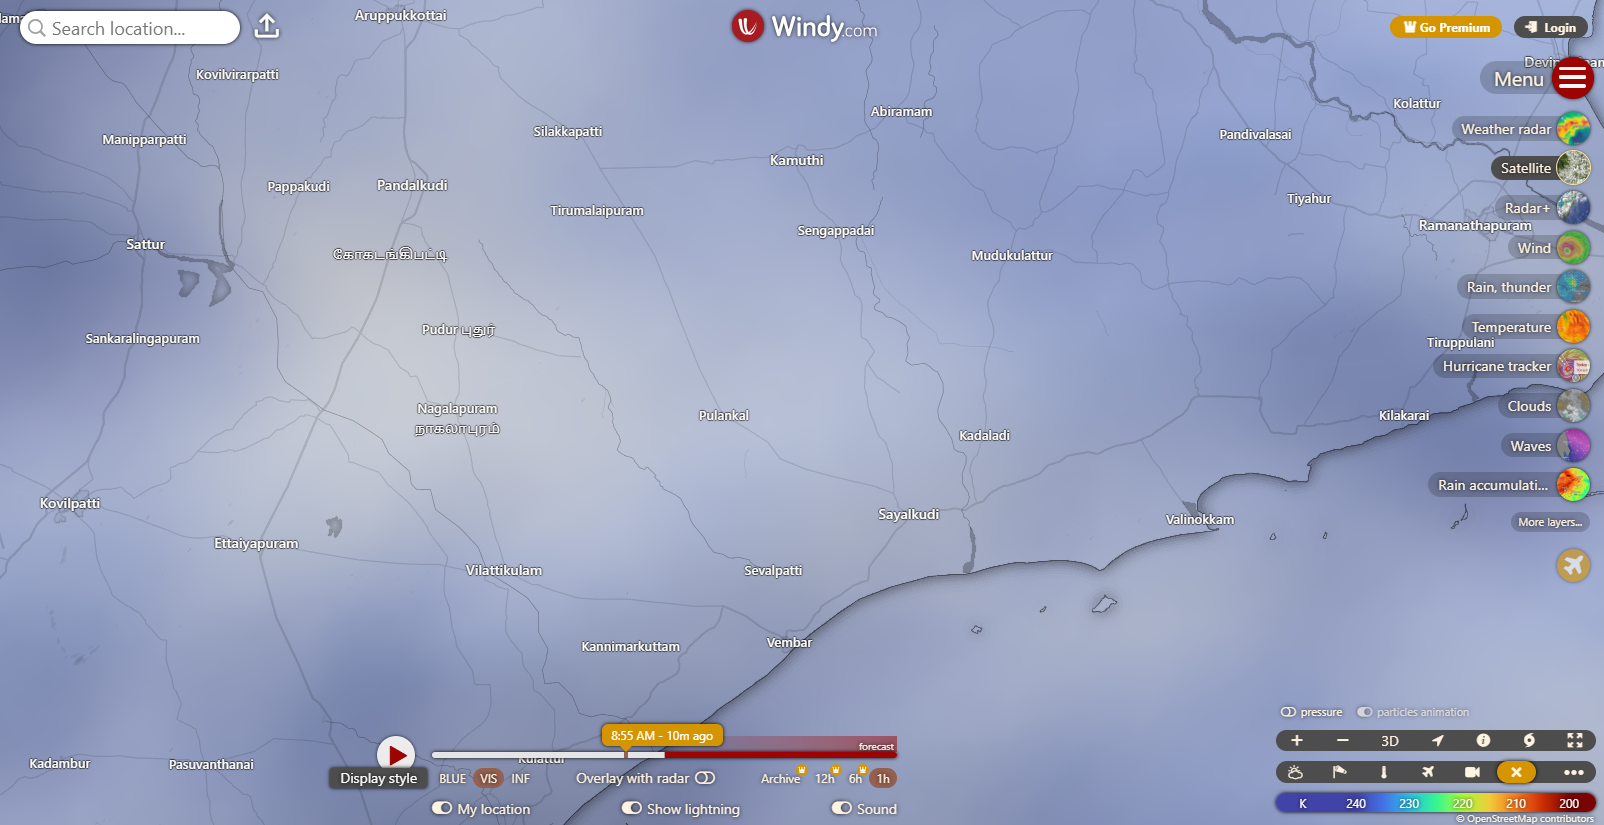 Search location...
Windy.com
Go Premium
Login
Menu
Aruppukkottai
Kovilvirarpatti
Abiramam
Kolattur
Silakkapatti
Pandivalasai
Weather radar
Manipparpatti
Kamuthi
Satellite
Pappakudi
Pandalkudi
Tirumalaipuram
Tiyahur
Radar+
Sengappadai
Ramanathapuram
Sattur
கோகடங்கிபட்டி
Mudukulattur
Wind
Rain, thunder
Pudur புதுர்
Temperature
Sankaralingapuram
Tiruppulani
Hurricane tracker
Nagalapuram
நாகலாபுரம்
Pulankal
Kilakarai
Clouds
Kadaladi
Waves
Rain accumulati...
Kovilpatti
Sayalkudi
Valinokkam
More layers...
Ettaiyapuram
Vilattikulam
Sevalpatti
Kannimarkuttam
Vembar
pressure
particles animation
8:55 AM - 10m ago
forecast
3D
Kadambur
Pasuvanthanai
Kulattur
Display style
BLUE
VIS
INF
Overlay with radar
Archive
12h
6h
1h
My location
Show lightning
Sound
K 240 230 220 210 200
© OpenStreetMap contributors